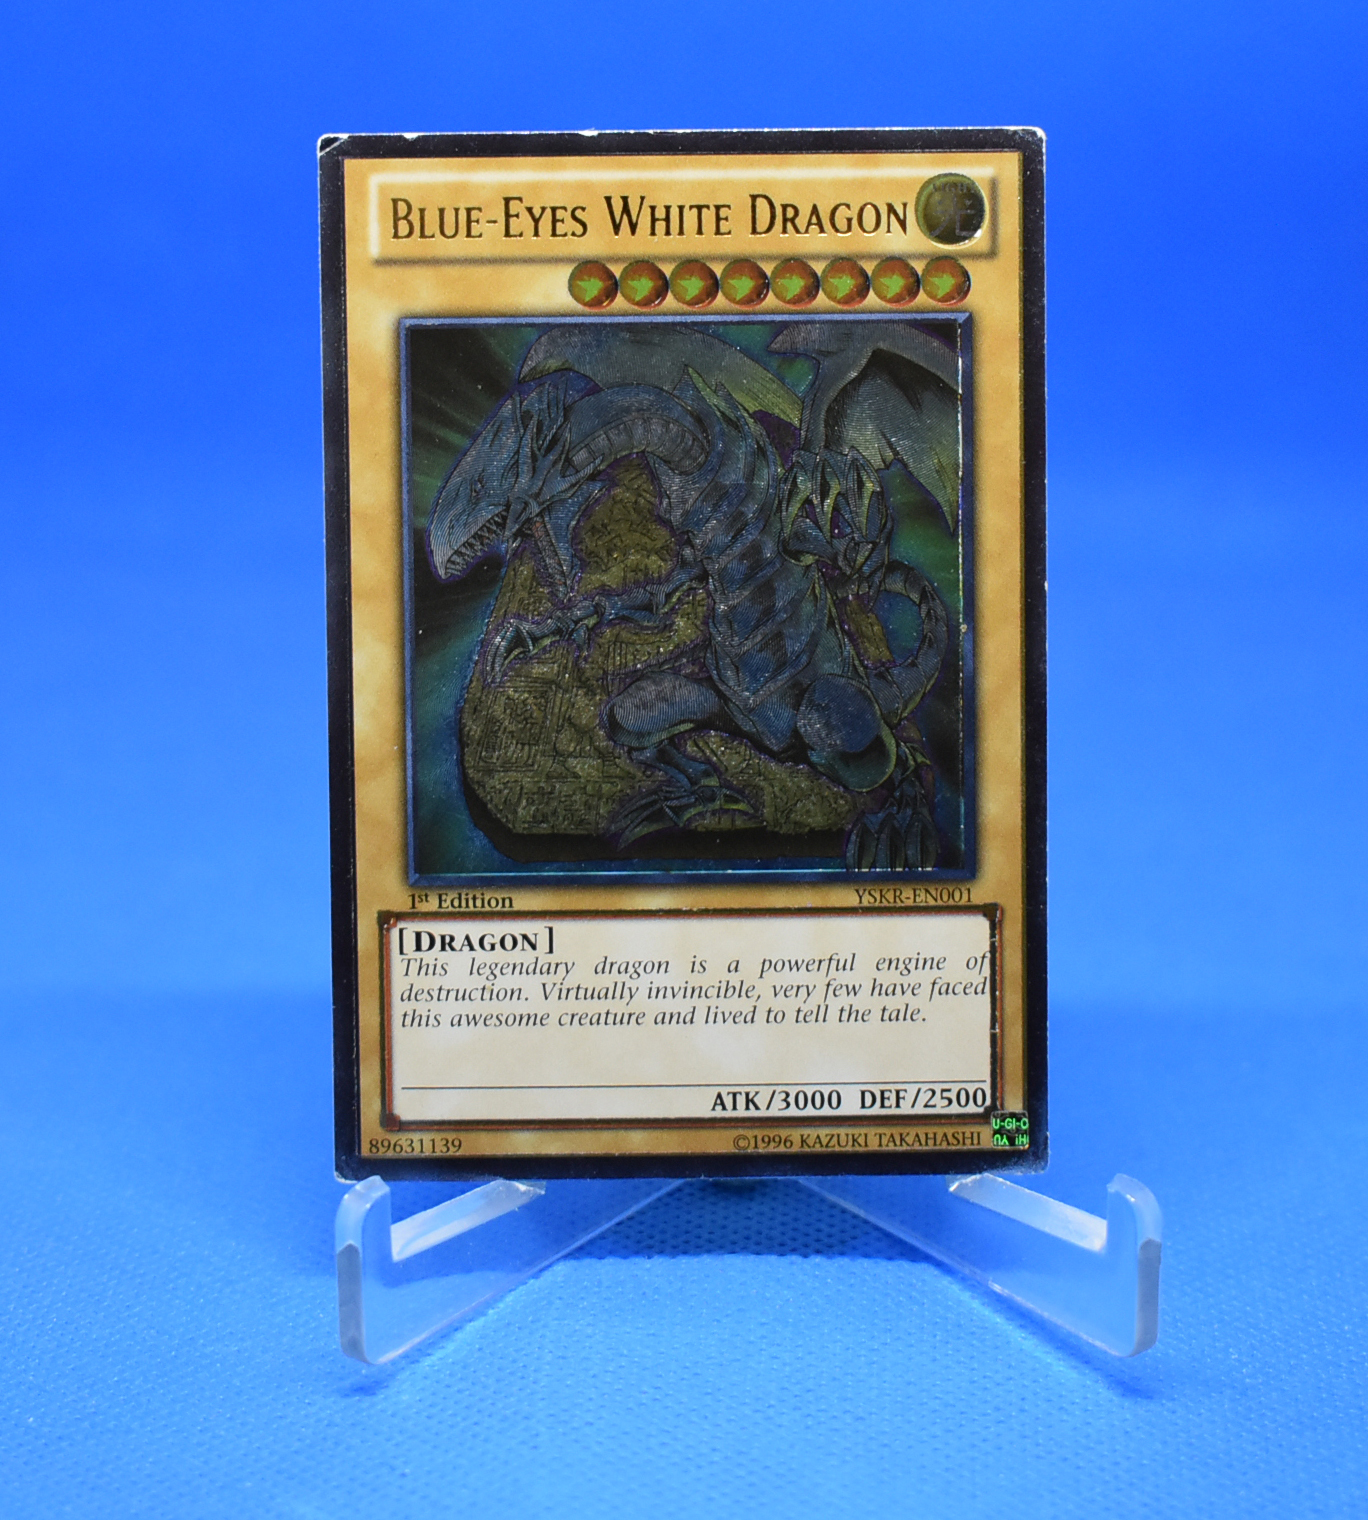 BLUE-EYES WHITE DRAGON
光
1st Edition
YSKR-EN001
[DRAGON]
This legendary dragon is a powerful engine of
destruction. Virtually invincible, very few have faced
this awesome creature and lived to tell the tale.
ATK/3000 DEF/2500
89631139
©1996 KAZUKI TAKAHASHI
U-GI-O